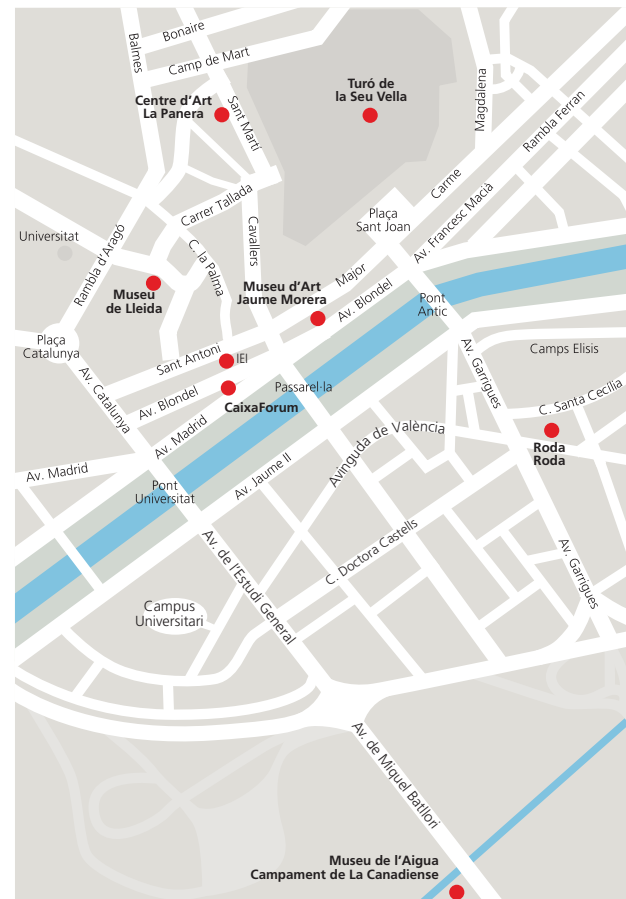 Bonaire
Balmes
Camp de Mart
Centre d'Art
La Panera
Sant Martí
Turó de
la Seu Vella
Magdalena
Rambla Ferran
Carme
Carrer Tallada
Plaça
Sant Joan
Av. Francesc Macià
Universitat
Rambla d'Aragó
C. la Palma
Cavallers
Major
Museu
de Lleida
Museu d'Art
Jaume Morera
Av. Blondel
Pont
Antic
Plaça
Catalunya
Sant Antoni
IEI
Av. Garrigues
Camps Elisis
Av. Catalunya
Av. Blondel
CaixaForum
Passarel·la
C. Santa Cecília
Av. Madrid
Av. Madrid
Avinguda de València
Roda
Roda
Pont
Universitat
Av. Jaume II
C. Doctora Castells
Av. de l'Estudi General
Av. Garrigues
Campus
Universitari
Av. de Miquel Batllori
Museu de l'Aigua
Campament de La Canadiense